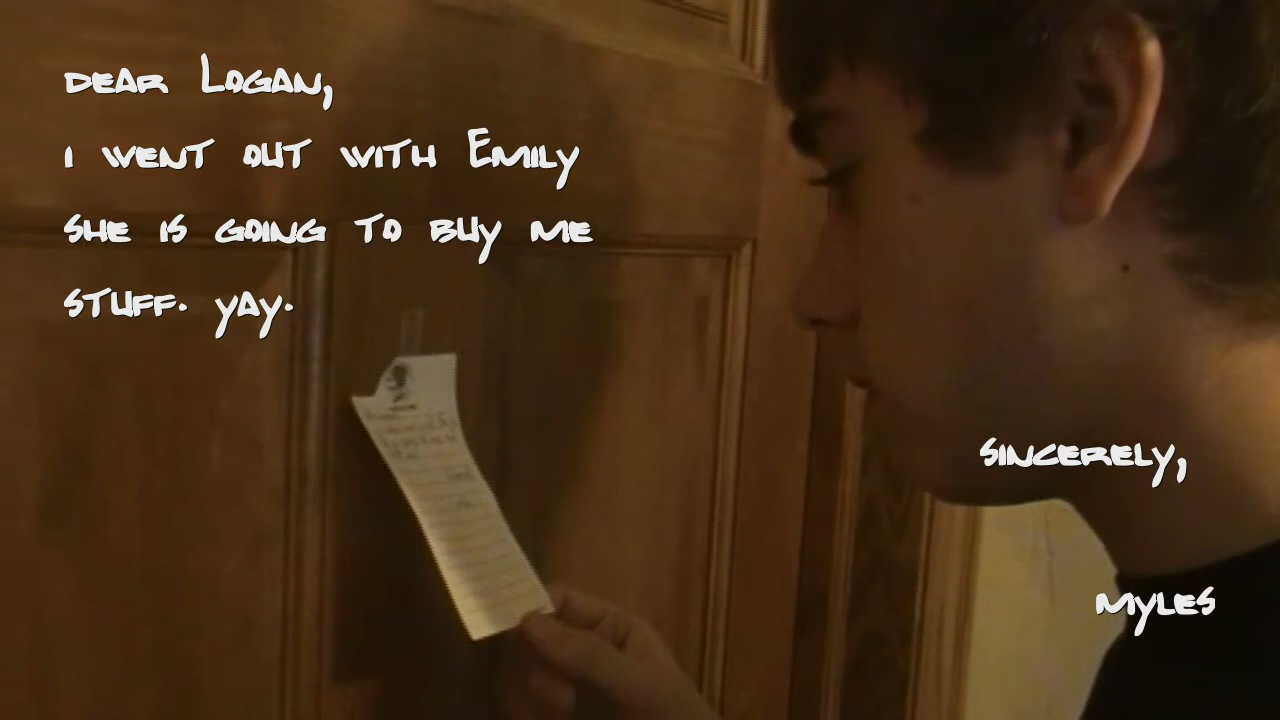 Dear Logan,
I went out with Emily
She is going to buy me
stuff. yay.
Sincerely,
Myles